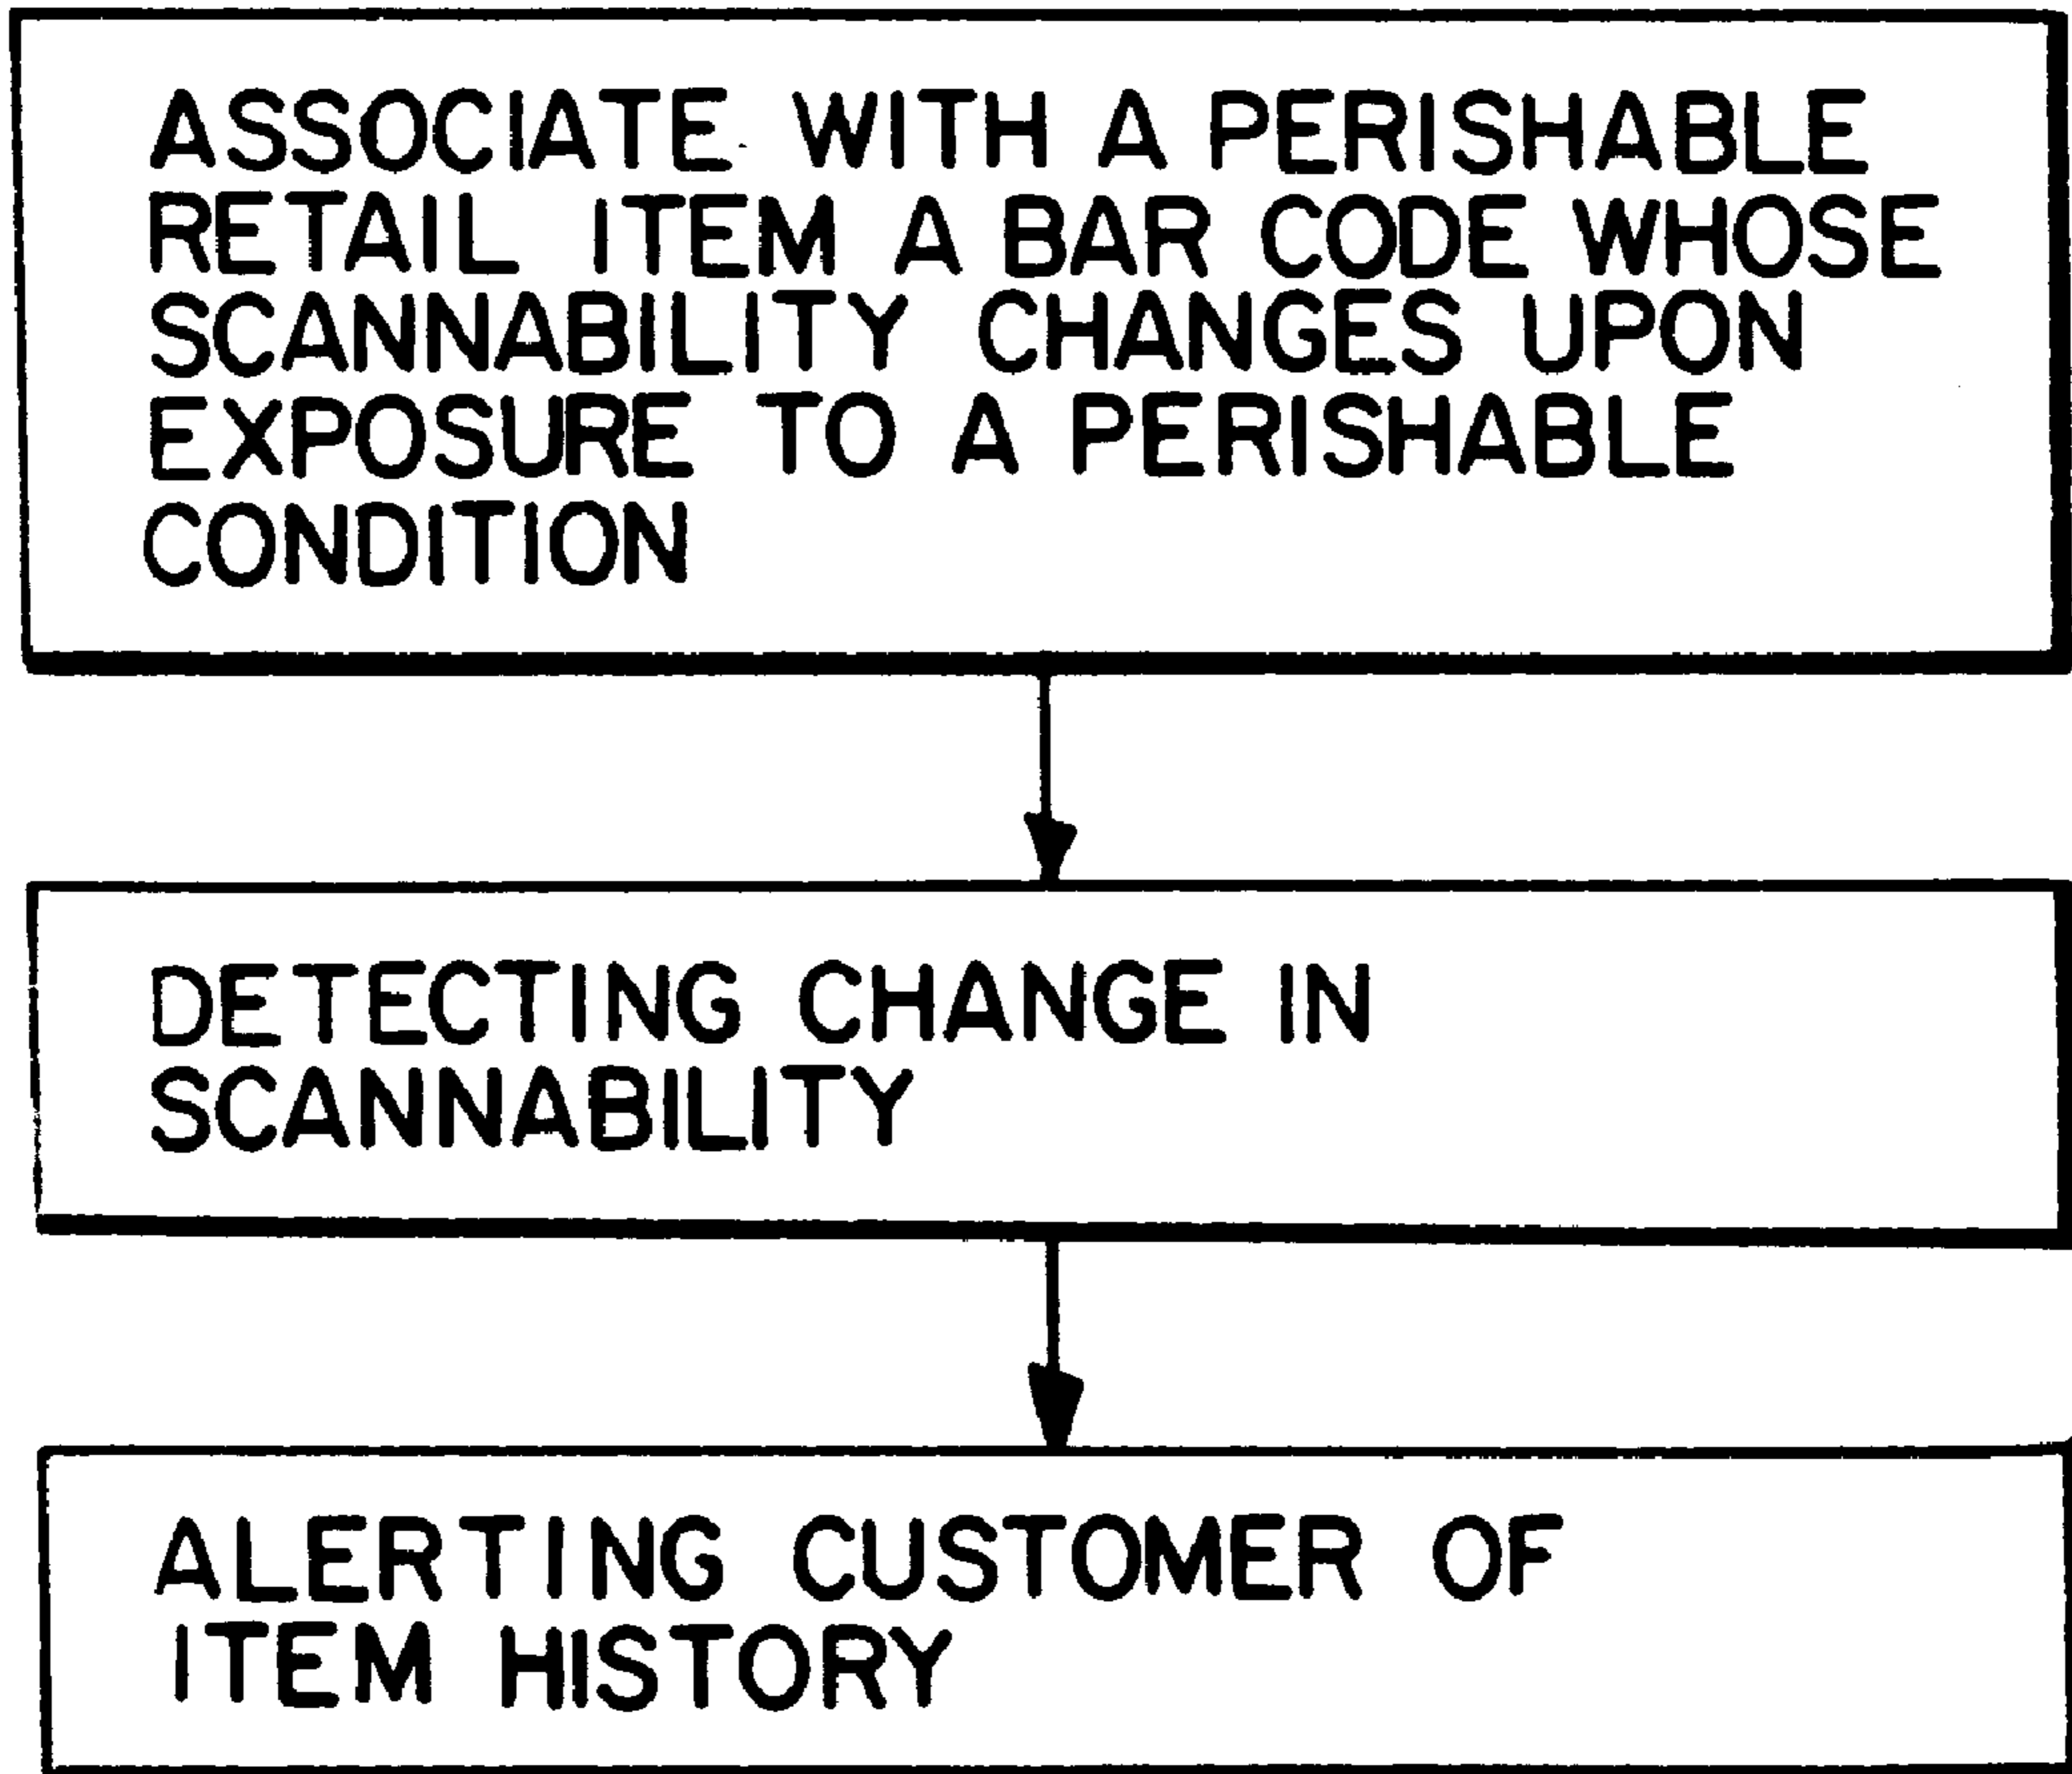 ASSOCIATE WITH A PERISHABLE
RETAIL ITEM A BAR CODE WHOSE
SCANNABILITY CHANGES UPON
EXPOSURE TO A PERISHABLE
CONDITION
DETECTING CHANGE IN
SCANNABILITY
ALERTING CUSTOMER OF
ITEM HISTORY